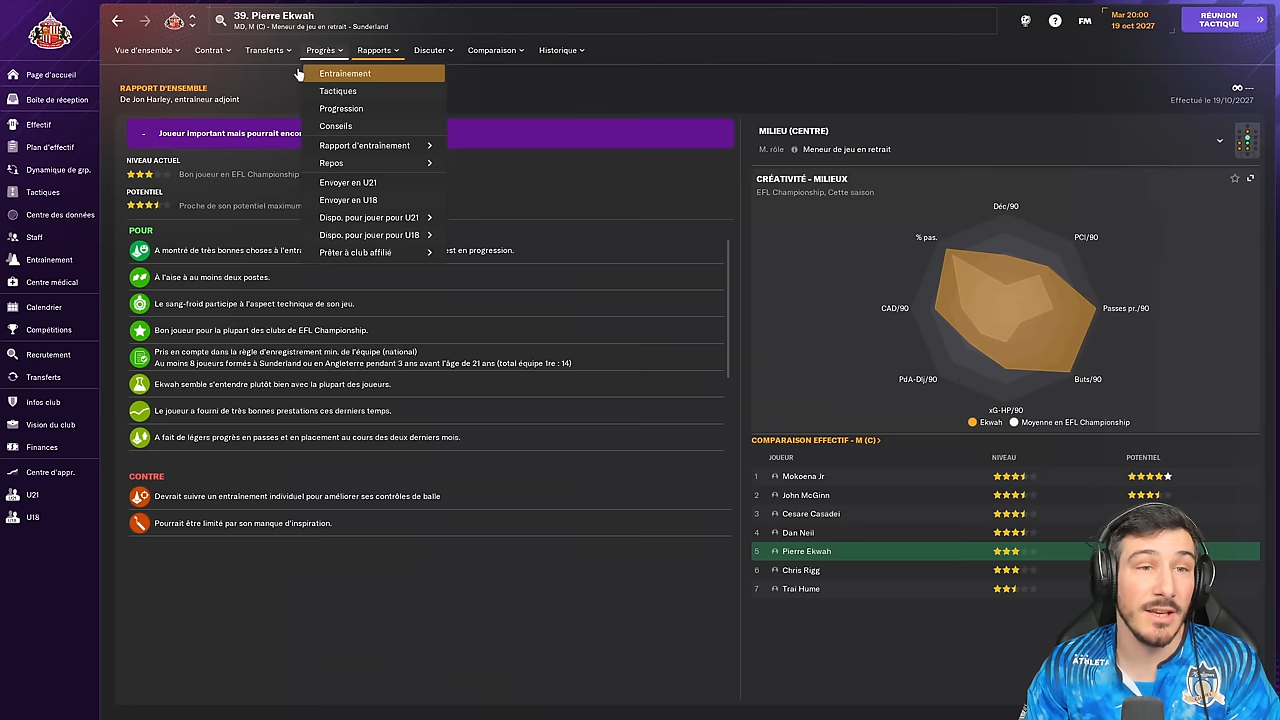 39. Pierre Ekwah
MD, M (C) - Meneur de jeu en retrait - Sunderland
FM
Mar 20:00
19 oct 2027
RÉUNION
TACTIQUE
Vue d'ensemble
Contrat
Transferts
Progrès
Rapports
Discuter
Comparaison
Historique
Page d'accueil
Boîte de réception
Effectif
Plan d'effectif
Dynamique de grp.
Tactiques
Centre des données
Staff
Entraînement
Centre médical
Calendrier
Compétitions
Recrutement
Transferts
Infos club
Vision du club
Finances
Centre d'appr.
U21
U18
Entraînement
Tactiques
Progression
Conseils
Rapport d'entraînement
Repos
Envoyer en U21
Envoyer en U18
Dispo. pour jouer pour U21
Dispo. pour jouer pour U18
Prêter à club affilié
RAPPORT D'ENSEMBLE
De Jon Harley, entraîneur adjoint
Effectué le 19/10/2027
- Joueur important mais pourrait encor
NIVEAU ACTUEL
Bon joueur en EFL Championship
POTENTIEL
Proche de son potentiel maximum
POUR
A montré de très bonnes choses à l'entra
est en progression.
À l'aise à au moins deux postes.
Le sang-froid participe à l'aspect technique de son jeu.
Bon joueur pour la plupart des clubs de EFL Championship.
Pris en compte dans la règle d'enregistrement min. de l'équipe (national)
Au moins 8 joueurs formés à Sunderland ou en Angleterre pendant 3 ans avant l'âge de 21 ans (total équipe 1re : 14)
Ekwah semble s'entendre plutôt bien avec la plupart des joueurs.
Le joueur a fourni de très bonnes prestations ces derniers temps.
A fait de légers progrès en passes et en placement au cours des deux derniers mois.
CONTRE
Devrait suivre un entraînement individuel pour améliorer ses contrôles de balle
Pourrait être limité par son manque d'inspiration.
MILIEU (CENTRE)
M. rôle
Meneur de jeu en retrait
CRÉATIVITÉ - MILIEUX
EFL Championship, Cette saison
Déc/90
% pas.
PCl/90
CAD/90
Passes pr./90
PdA-DIj/90
Buts/90
xG-HP/90
Ekwah
Moyenne en EFL Championship
COMPARAISON EFFECTIF - M (C)
JOUEUR
NIVEAU
POTENTIEL
1 Mokoena Jr
2 John McGinn
3 Cesare Casadei
4 Dan Neil
5 Pierre Ekwah
6 Chris Rigg
7 Trai Hume
ATHLETA